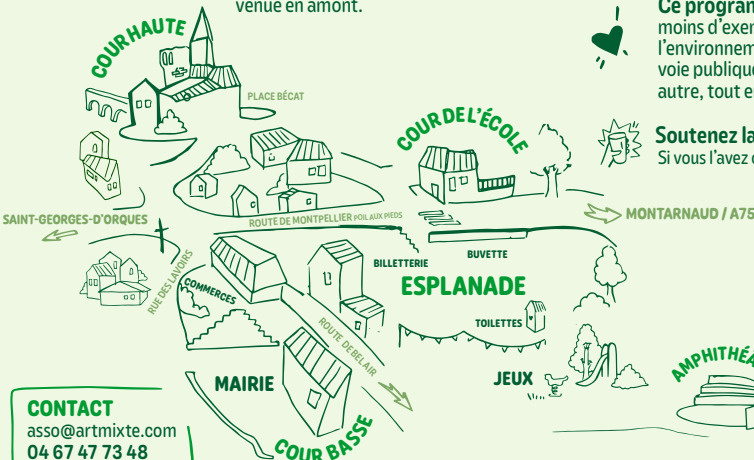 venue en amont.
Ce program
moins d'exem
l'environnem
voie publique
autre, tout e
Soutenez la
Si vous l'avez
COUR HAUTE
PLACE BÉCAT
COUR DE L'ÉCOLE
SAINT-GEORGES-D'ORQUES
ROUTE DE MONTPELLIER POIL AUX PIEDS
MONTARNAUD / A75
RUE DES LAVOIRS
COMMERCES
BILLETTERIE
BUVETTE
ESPLANADE
TOILETTES
ROUTE DE BELAIR
MAIRIE
JEUX
AMPHITHÉ
COUR BASSE
CONTACT
asso@artmixte.com
04 67 47 73 48